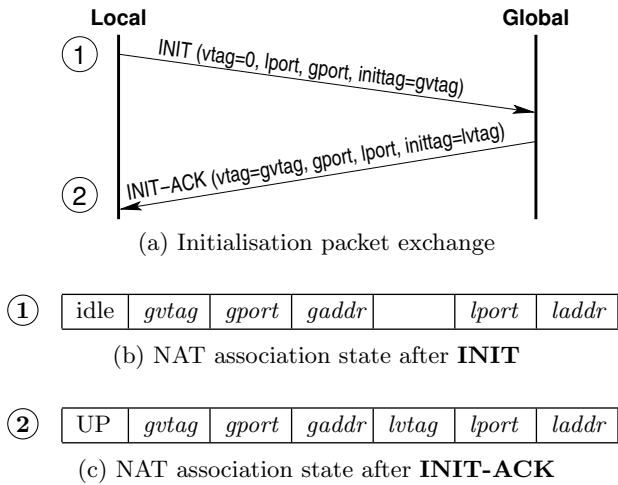 Local Global
1
INIT (vtag=0, lport, gport, inittag=gvtag)
INIT−ACK (vtag=gvtag, gport, lport, inittag=lvtag)
2
(a) Initialisation packet exchange
1 idle gvtag gport gaddr lport laddr
(b) NAT association state after INIT
2 UP gvtag gport gaddr lvtag lport laddr
(c) NAT association state after INIT-ACK